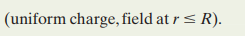 (uniform charge, field at r ≤ R).